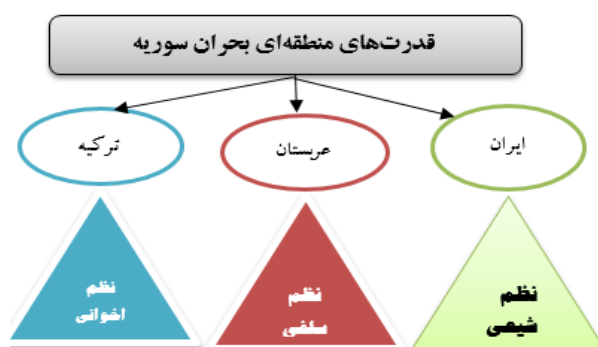 قدرت‌های منطقه‌ای بحران سوریه
ایران
عربستان
ترکیه
نظم
شیعی
نظم
سلفی
نظم
اخوانی